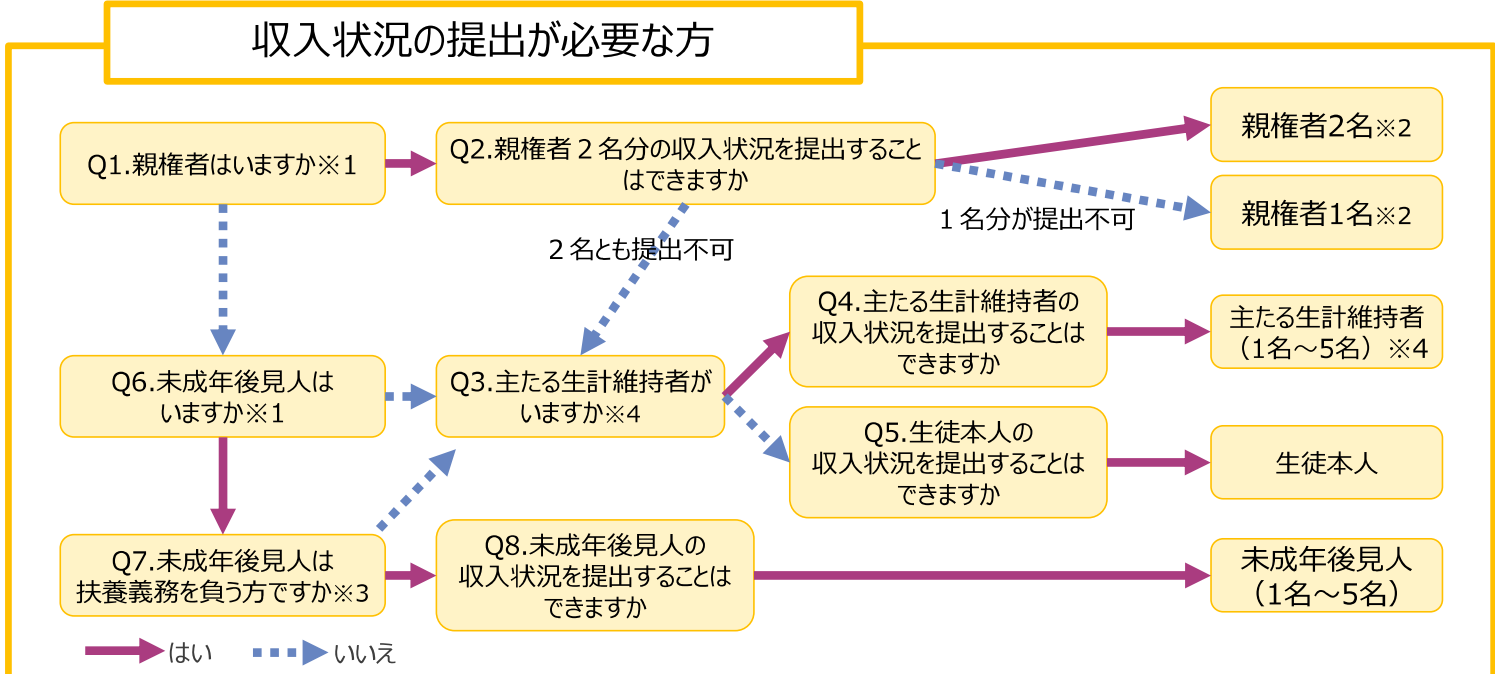 収入状況の提出が必要な方
Q1.親権者はいますか※1
Q2.親権者２名分の収入状況を提出すること
はできますか
親権者2名※2
親権者1名※2
１名分が提出不可
２名とも提出不可
Q6.未成年後見人は
いますか※1
Q3.主たる生計維持者が
いますか※4
Q4.主たる生計維持者の
収入状況を提出することは
できますか
主たる生計維持者
（1名～5名）※4
Q5.生徒本人の
収入状況を提出することは
できますか
生徒本人
Q7.未成年後見人は
扶養義務を負う方ですか※3
Q8.未成年後見人の
収入状況を提出することは
できますか
未成年後見人
（1名～5名）
はい
いいえ